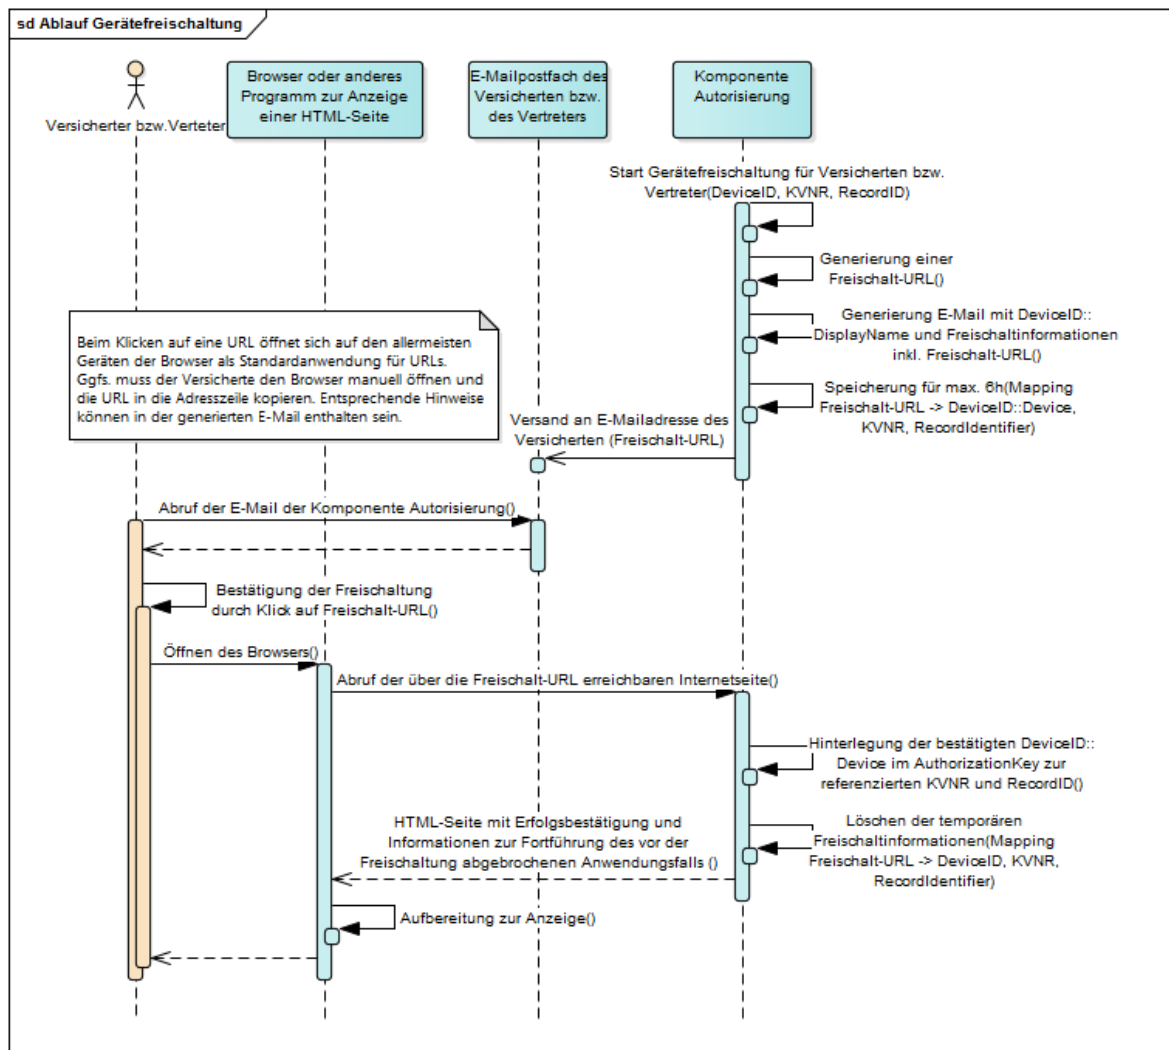 sd Ablauf Gerätefreischaltung
Versicherter bzw.Verteter
Browser oder anderes
Programm zur Anzeige
einer HTML-Seite
E-Mailpostfach des
Versicherten bzw.
des Vertreters
Komponente
Autorisierung
Start Gerätefreischaltung für Versicherten bzw.
Vertreter(DeviceID, KVNR, RecordID)
Generierung einer
Freischalt-URL()
Generierung E-Mail mit DeviceID::
DisplayName und Freischaltinformationen
inkl. Freischalt-URL()
Speicherung für max. 6h(Mapping
Freischalt-URL -> DeviceID::Device,
KVNR, RecordIdentifier)
Beim Klicken auf eine URL öffnet sich auf den allermeisten
Geräten der Browser als Standardanwendung für URLs.
Ggfs. muss der Versicherte den Browser manuell öffnen und
die URL in die Adresszeile kopieren. Entsprechende Hinweise
können in der generierten E-Mail enthalten sein.
Versand an E-Mailadresse des
Versicherten (Freischalt-URL)
Abruf der E-Mail der Komponente Autorisierung()
Bestätigung der Freischaltung
durch Klick auf Freischalt-URL()
Öffnen des Browsers()
Abruf der über die Freischalt-URL erreichbaren Internetseite()
Hinterlegung der bestätigten DeviceID::
Device im AuthorizationKey zur
referenzierten KVNR und RecordID()
Löschen der temporären
Freischaltinformationen(Mapping
Freischalt-URL -> DeviceID, KVNR,
RecordIdentifier)
HTML-Seite mit Erfolgsbestätigung und
Informationen zur Fortführung des vor der
Freischaltung abgebrochenen Anwendungsfalls ()
Aufbereitung zur Anzeige()